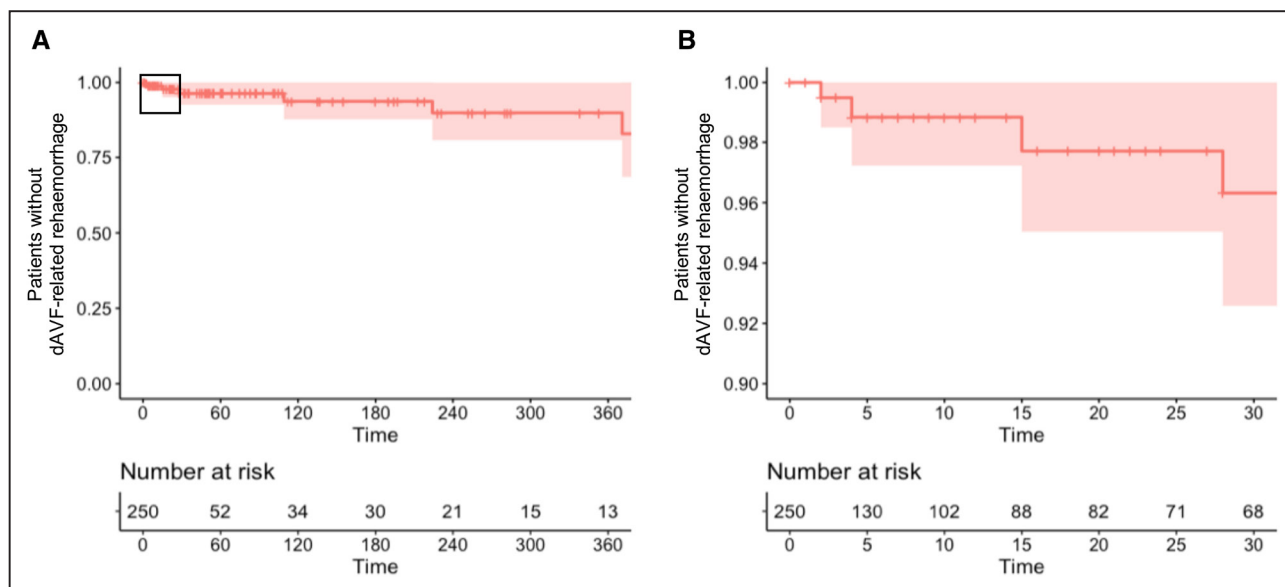 A
Patients without
dAVF-related rehaemorrhage
1.00
0.75
0.50
0.25
0.00
0 60 120 180 240 300 360
Time
Number at risk
250 52 34 30 21 15 13
0 60 120 180 240 300 360
Time
B
Patients without
dAVF-related rehaemorrhage
1.00
0.98
0.96
0.94
0.92
0.90
0 5 10 15 20 25 30
Time
Number at risk
250 130 102 88 82 71 68
0 5 10 15 20 25 30
Time